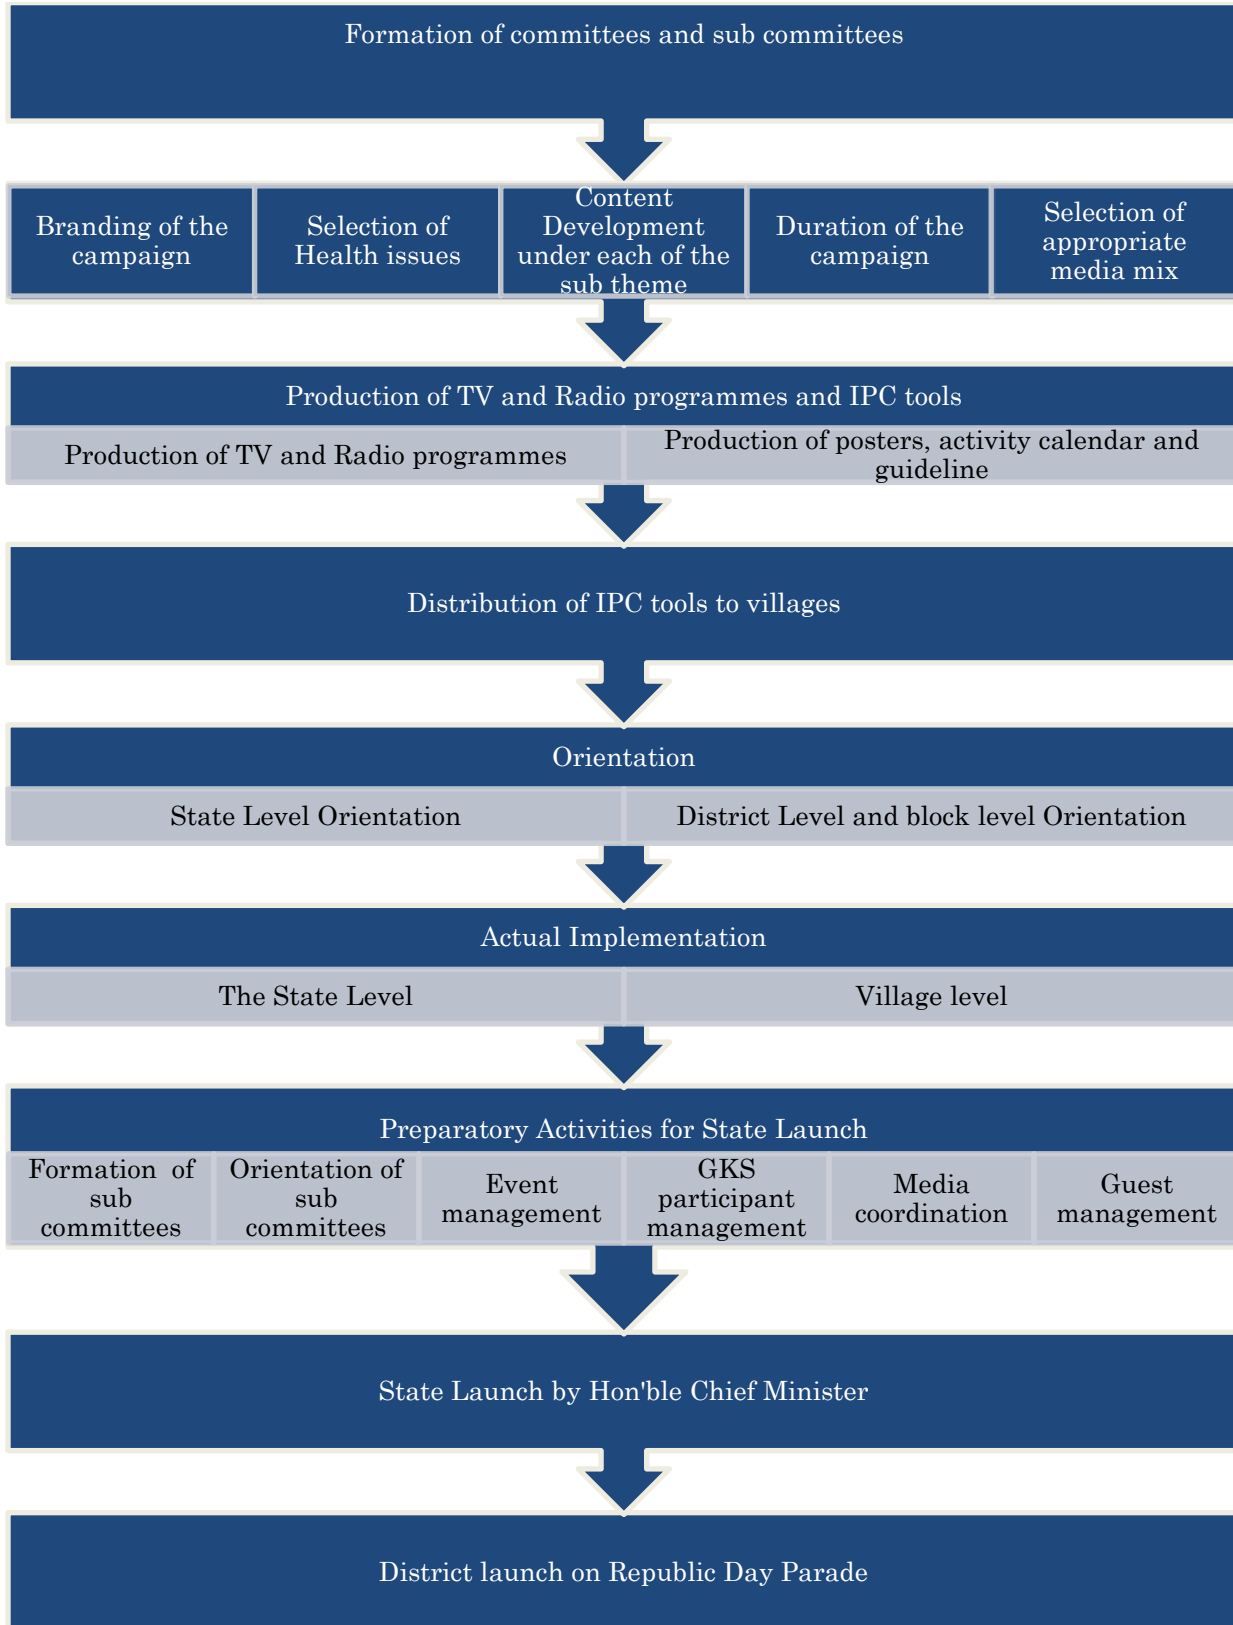 Formation of committees and sub committees
Branding of the
campaign
Selection of
Health issues
Content
Development
under each of the
sub theme
Duration of the
campaign
Selection of
appropriate
media mix
Production of TV and Radio programmes and IPC tools
Production of TV and Radio programmes
Production of posters, activity calendar and
guideline
Distribution of IPC tools to villages
Orientation
State Level Orientation
District Level and block level Orientation
Actual Implementation
The State Level
Village level
Preparatory Activities for State Launch
Formation of
sub
committees
Orientation of
sub
committees
Event
management
GKS
participant
management
Media
coordination
Guest
management
State Launch by Hon'ble Chief Minister
District launch on Republic Day Parade